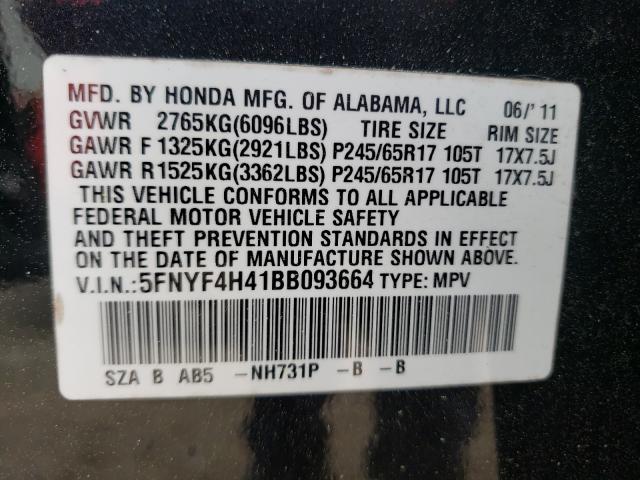 MFD. BY HONDA MFG. OF ALABAMA, LLC 06/'11
GVWR 2765KG(6096LBS) TIRE SIZE RIM SIZE
GAWR F 1325KG(2921LBS) P245/65R17 105T 17X7.5J
GAWR R 1525KG(3362LBS) P245/65R17 105T 17X7.5J
THIS VEHICLE CONFORMS TO ALL APPLICABLE
FEDERAL MOTOR VEHICLE SAFETY
AND THEFT PREVENTION STANDARDS IN EFFECT
ON THE DATE OF MANUFACTURE SHOWN ABOVE.
V.I.N.:5FNYF4H41BB093664 TYPE: MPV
SZA B AB5 -NH731P -B -B